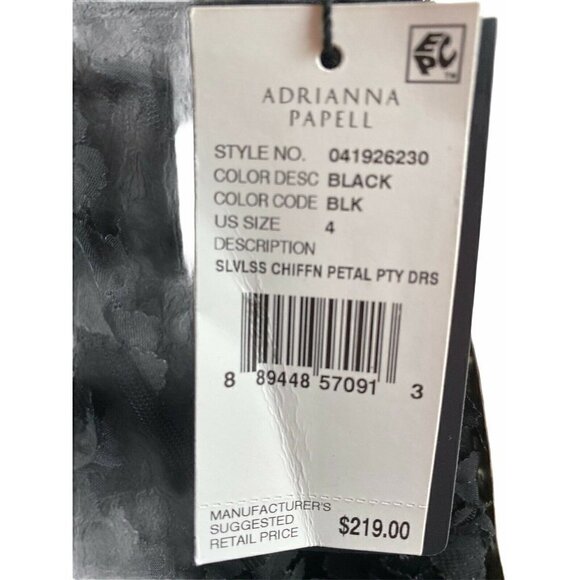 EPC™
ADRIANNA
PAPELL
STYLE NO. 041926230
COLOR DESC BLACK
COLOR CODE BLK
US SIZE 4
DESCRIPTION
SLVLSS CHIFFN PETAL PTY DRS
8 89448 57091 3
MANUFACTURER'S
SUGGESTED
RETAIL PRICE $219.00